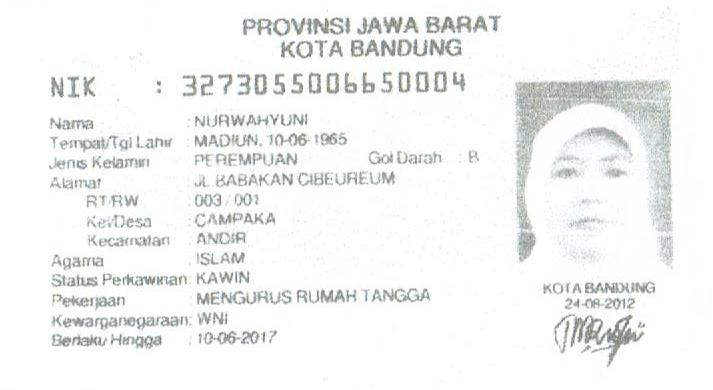 PROVINSI JAWA BARAT
KOTA BANDUNG
NIK : 3273055006650004
Nama : NURWAHYUNI
Tempat/Tgl Lahir : MADIUN, 10-06-1965
Jenis Kelamin : PEREMPUAN Gol Darah : B
Alamat : JL BABAKAN CIBEUREUM
RT/RW : 003 / 001
Kel/Desa : CAMPAKA
Kecamatan : ANDIR
Agama : ISLAM
Status Perkawinan: KAWIN
Pekerjaan : MENGURUS RUMAH TANGGA
Kewarganegaraan: WNI
Berlaku Hingga : 10-06-2017
KOTA BANDUNG
24-08-2012